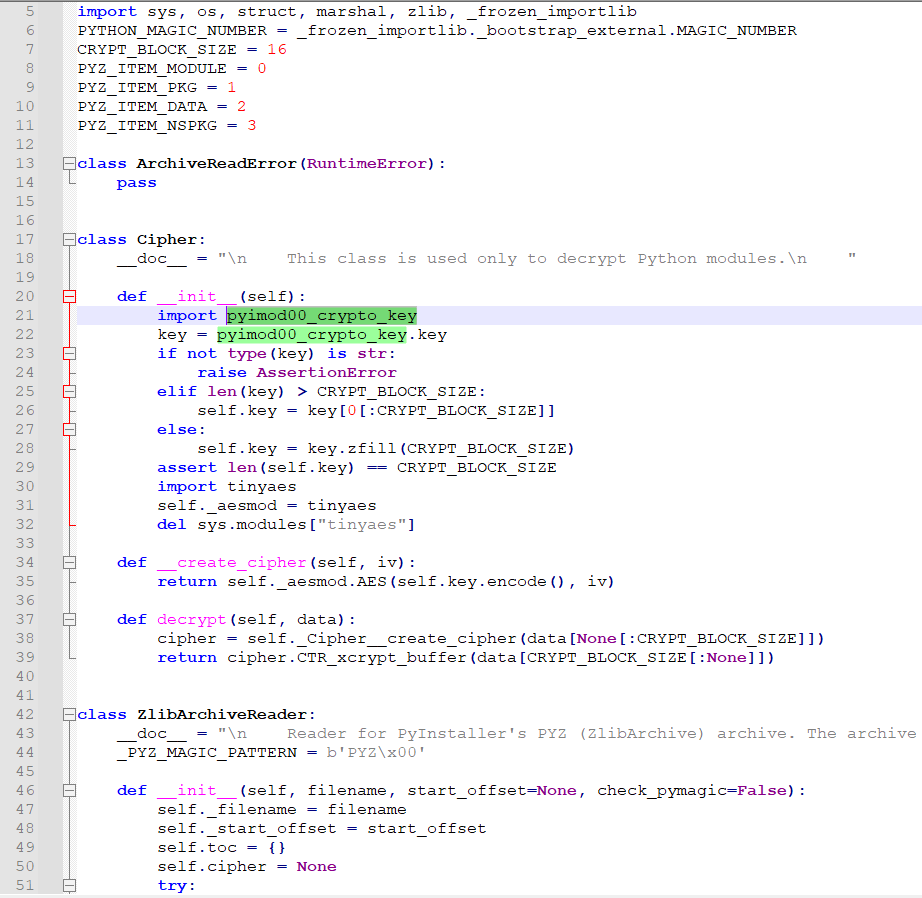 5 import sys, os, struct, marshal, zlib, _frozen_importlib
6 PYTHON_MAGIC_NUMBER = _frozen_importlib._bootstrap_external.MAGIC_NUMBER
7 CRYPT_BLOCK_SIZE = 16
8 PYZ_ITEM_MODULE = 0
9 PYZ_ITEM_PKG = 1
10 PYZ_ITEM_DATA = 2
11 PYZ_ITEM_NSPKG = 3
12
13 class ArchiveReadError(RuntimeError):
14     pass
15
16
17 class Cipher:
18     __doc__ = "\n    This class is used only to decrypt Python modules.\n    "
19
20     def __init__(self):
21         import pyimod00_crypto_key
22         key = pyimod00_crypto_key.key
23         if not type(key) is str:
24             raise AssertionError
25         elif len(key) > CRYPT_BLOCK_SIZE:
26             self.key = key[0[:CRYPT_BLOCK_SIZE]]
27         else:
28             self.key = key.zfill(CRYPT_BLOCK_SIZE)
29         assert len(self.key) == CRYPT_BLOCK_SIZE
30         import tinyaes
31         self._aesmod = tinyaes
32         del sys.modules["tinyaes"]
33
34     def __create_cipher(self, iv):
35         return self._aesmod.AES(self.key.encode(), iv)
36
37     def decrypt(self, data):
38         cipher = self._Cipher__create_cipher(data[None[:CRYPT_BLOCK_SIZE]])
39         return cipher.CTR_xcrypt_buffer(data[CRYPT_BLOCK_SIZE[:None]])
40
41
42 class ZlibArchiveReader:
43     __doc__ = "\n    Reader for PyInstaller's PYZ (ZlibArchive) archive. The archive
44     _PYZ_MAGIC_PATTERN = b'PYZ\x00'
45
46     def __init__(self, filename, start_offset=None, check_pymagic=False):
47         self._filename = filename
48         self._start_offset = start_offset
49         self.toc = {}
50         self.cipher = None
51         try: